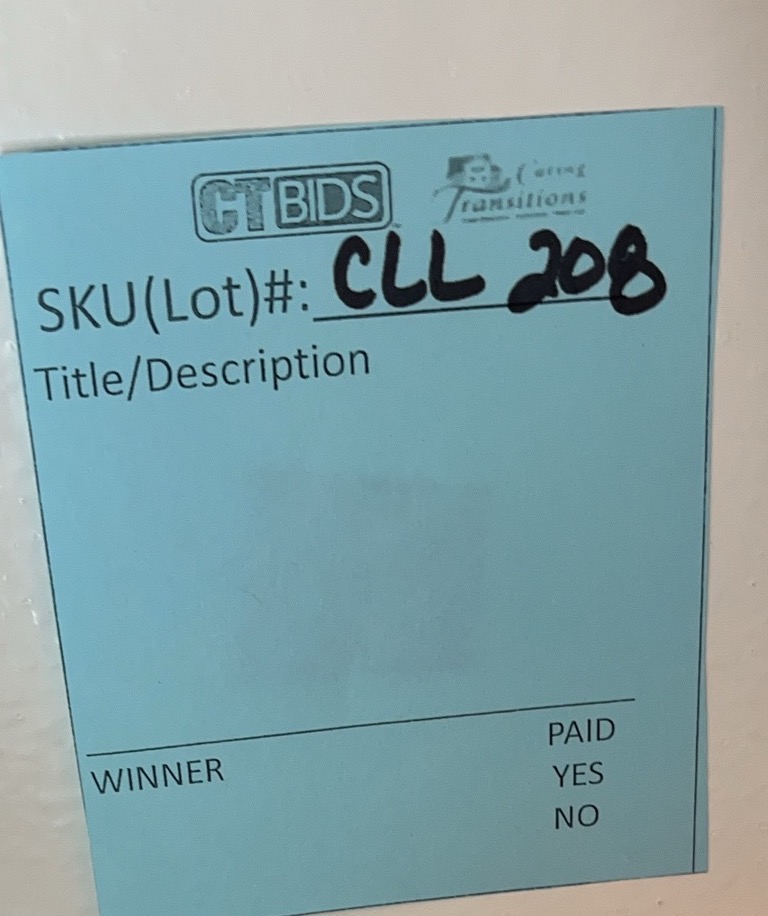 CTBIDS
Caring
Transitions
SKU(Lot)#: CLL 208
Title/Description
WINNER
PAID
YES
NO